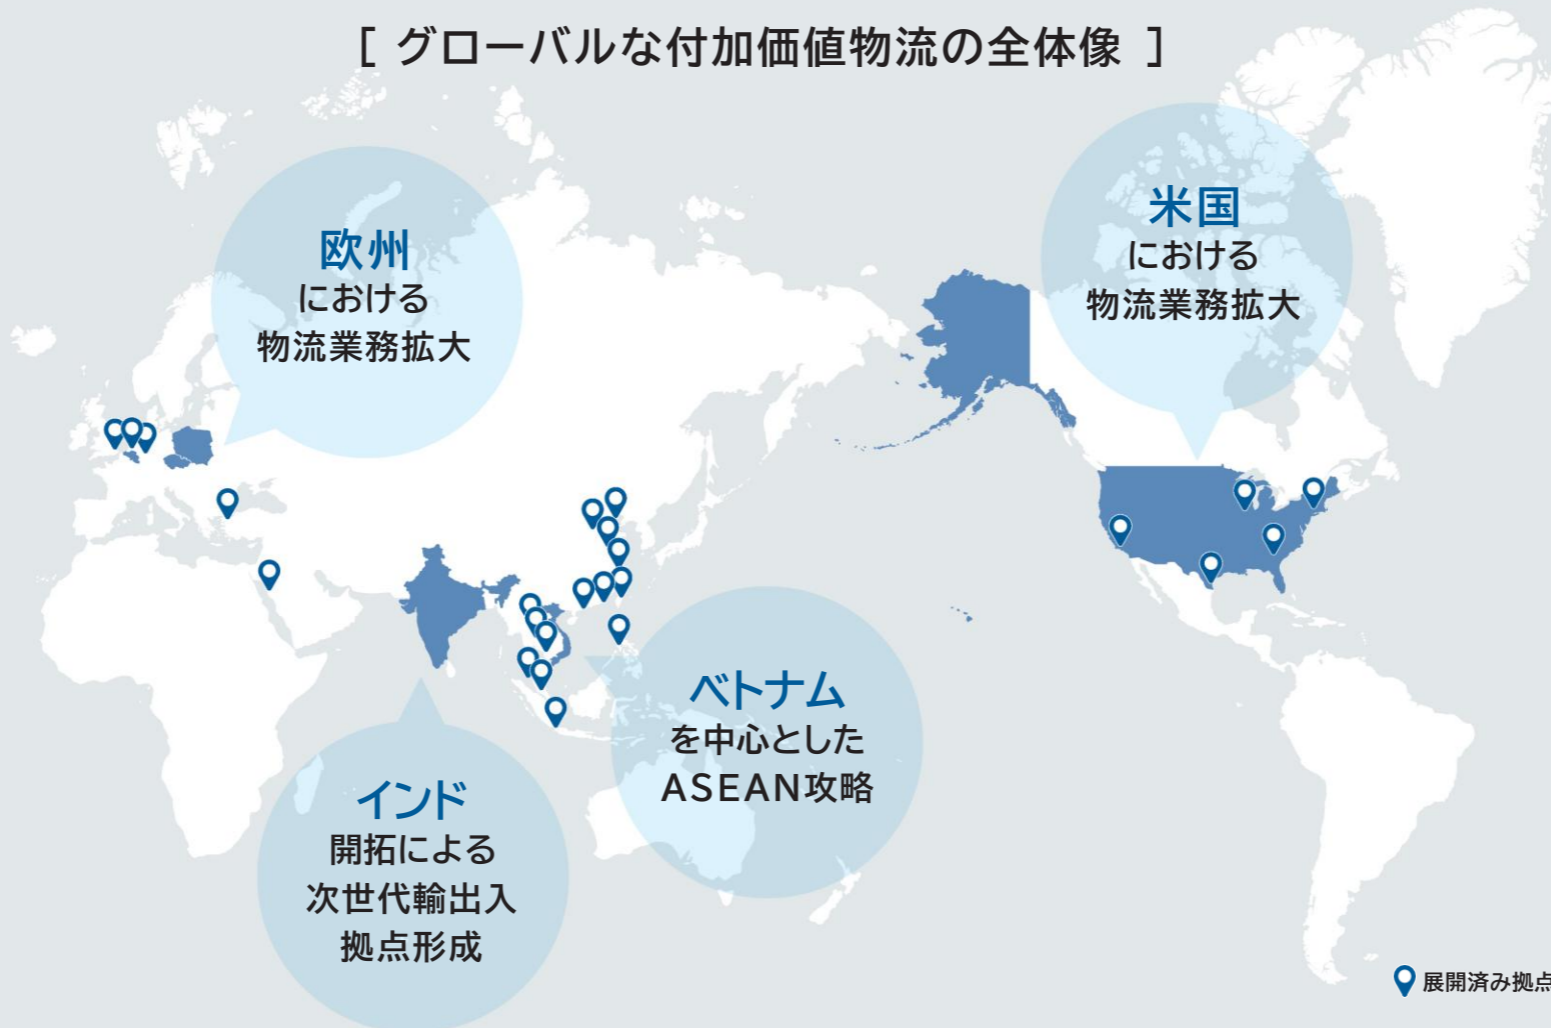 [ グローバルな付加価値物流の全体像 ]
欧州
における
物流業務拡大
米国
における
物流業務拡大
ベトナム
を中心とした
ASEAN攻略
インド
開拓による
次世代輸出入
拠点形成
展開済み拠点